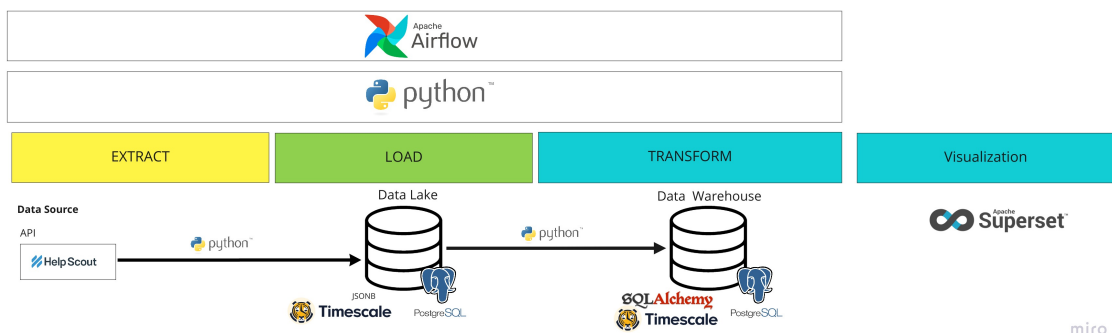 Apache
Airflow
python™
EXTRACT
LOAD
TRANSFORM
Visualization
Data Source
API
Help Scout
python™
Data Lake
JSONB
Timescale
PostgreSQL
python™
Data Warehouse
SQLAlchemy
Timescale
PostgreSQL
Apache
Superset™
miro